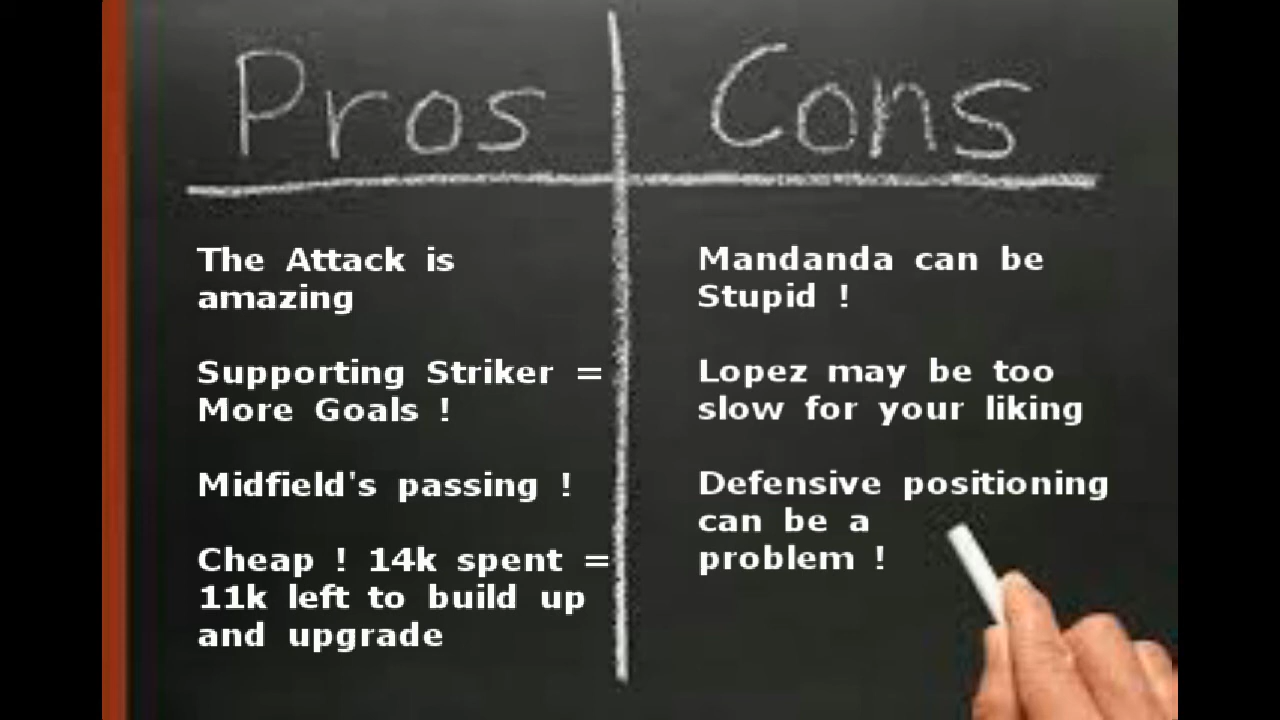 Pros
Cons
The Attack is
amazing
Supporting Striker =
More Goals !
Midfield's passing !
Cheap ! 14k spent =
11k left to build up
and upgrade
Mandanda can be
Stupid !
Lopez may be too
slow for your liking
Defensive positioning
can be a
problem !